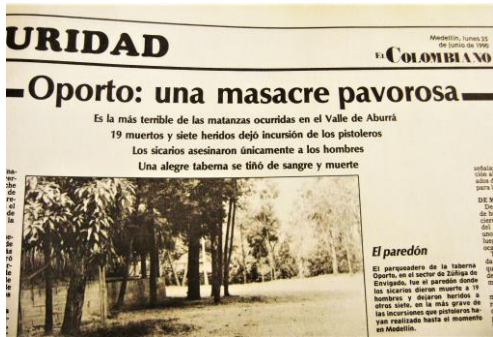 URIDAD
Medellín, lunes 25
de junio de 1990
EL COLOMBIANO
Oporto: una masacre pavorosa
Es la más terrible de las matanzas ocurridas en el Valle de Aburrá
19 muertos y siete heridos dejó incursión de los pistoleros
Los sicarios asesinaron únicamente a los hombres
Una alegre taberna se tiñó de sangre y muerte
El paredón
El parqueadero de la taberna
Oporto, en el sector de Zúñiga de
Envigado, fue el paredón donde
los sicarios dieron muerte a 19
hombres y dejaron heridos a
otros siete, en la más grave de
las incursiones que pistoleros ha-
yan realizado hasta el momento
en Medellín.